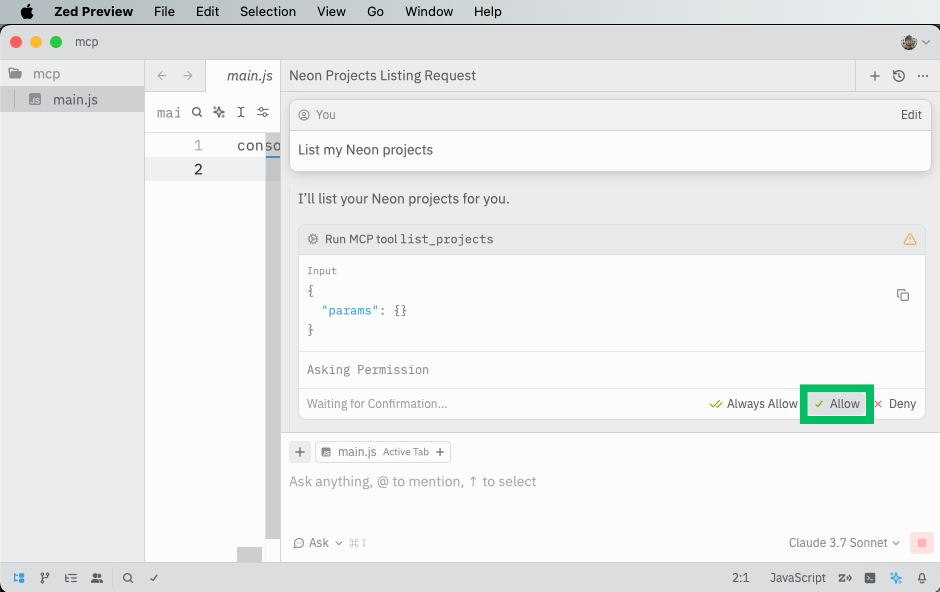 Zed Preview File Edit Selection View Go Window Help
mcp
mcp
JS main.js
main.js
mai
1 conso
2
Neon Projects Listing Request
You Edit
List my Neon projects
I'll list your Neon projects for you.
Run MCP tool list_projects
Input
{
"params": {}
}
Asking Permission
Waiting for Confirmation... Always Allow Allow Deny
+ JS main.js Active Tab +
Ask anything, @ to mention, ↑ to select
Ask ⌘I Claude 3.7 Sonnet
2:1 JavaScript